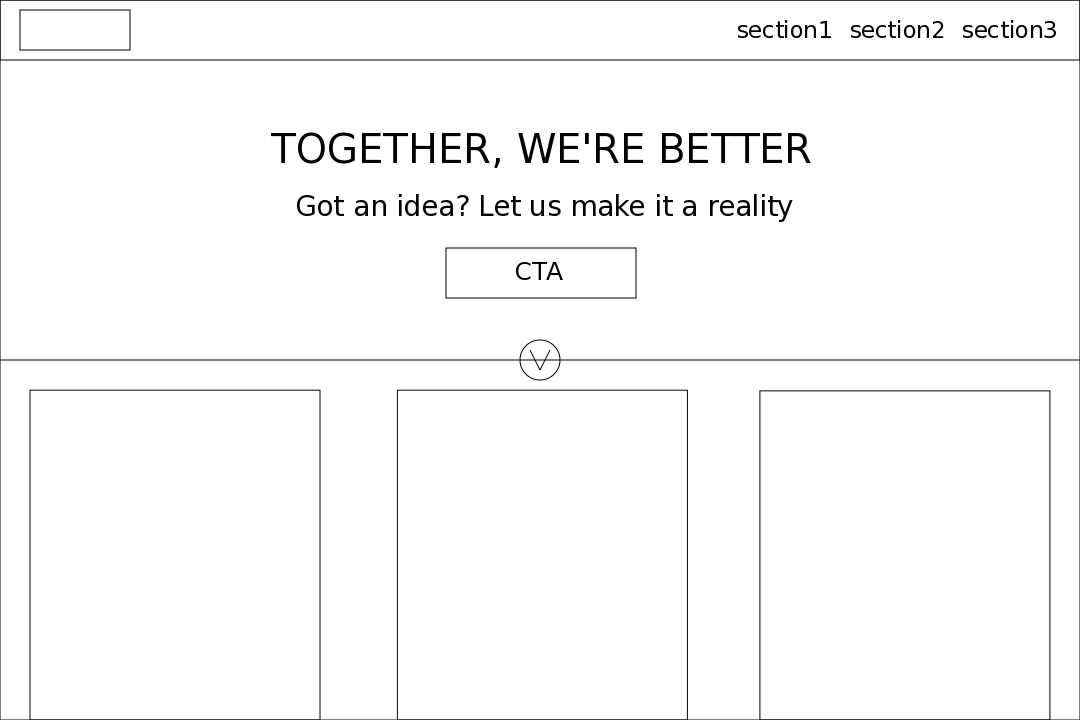 section1 section2 section3
TOGETHER, WE'RE BETTER
Got an idea? Let us make it a reality
CTA